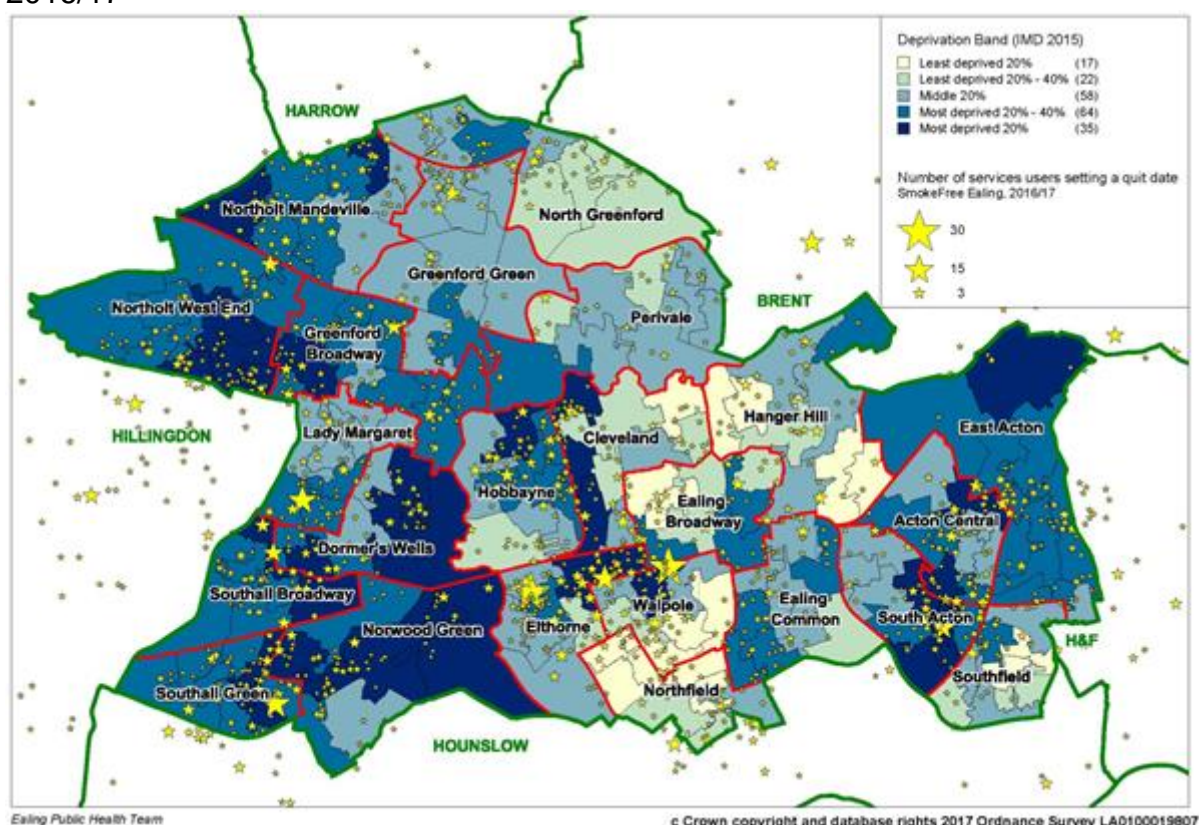 Deprivation Band (IMD 2015)
Least deprived 20% (17)
Least deprived 20% - 40% (22)
Middle 20% (58)
Most deprived 20% - 40% (64)
Most deprived 20% (35)
Number of services users setting a quit date
SmokeFree Ealing, 2016/17
30
15
3
HARROW
Northolt Mandeville
North Greenford
Greenford Green
Northolt West End
Perivale
BRENT
Greenford
Broadway
HILLINGDON
Lady Margaret
Cleveland
Hanger Hill
East Acton
Hobbayne
Ealing
Broadway
Acton Central
Dormer's Wells
Southall Broadway
Norwood Green
Elthorne
Walpole
Ealing
Common
South Acton
H&F
Southall Green
Northfield
Southfield
HOUNSLOW
Ealing Public Health Team
c Crown copyright and database rights 2017 Ordnance Survey LA0100019807